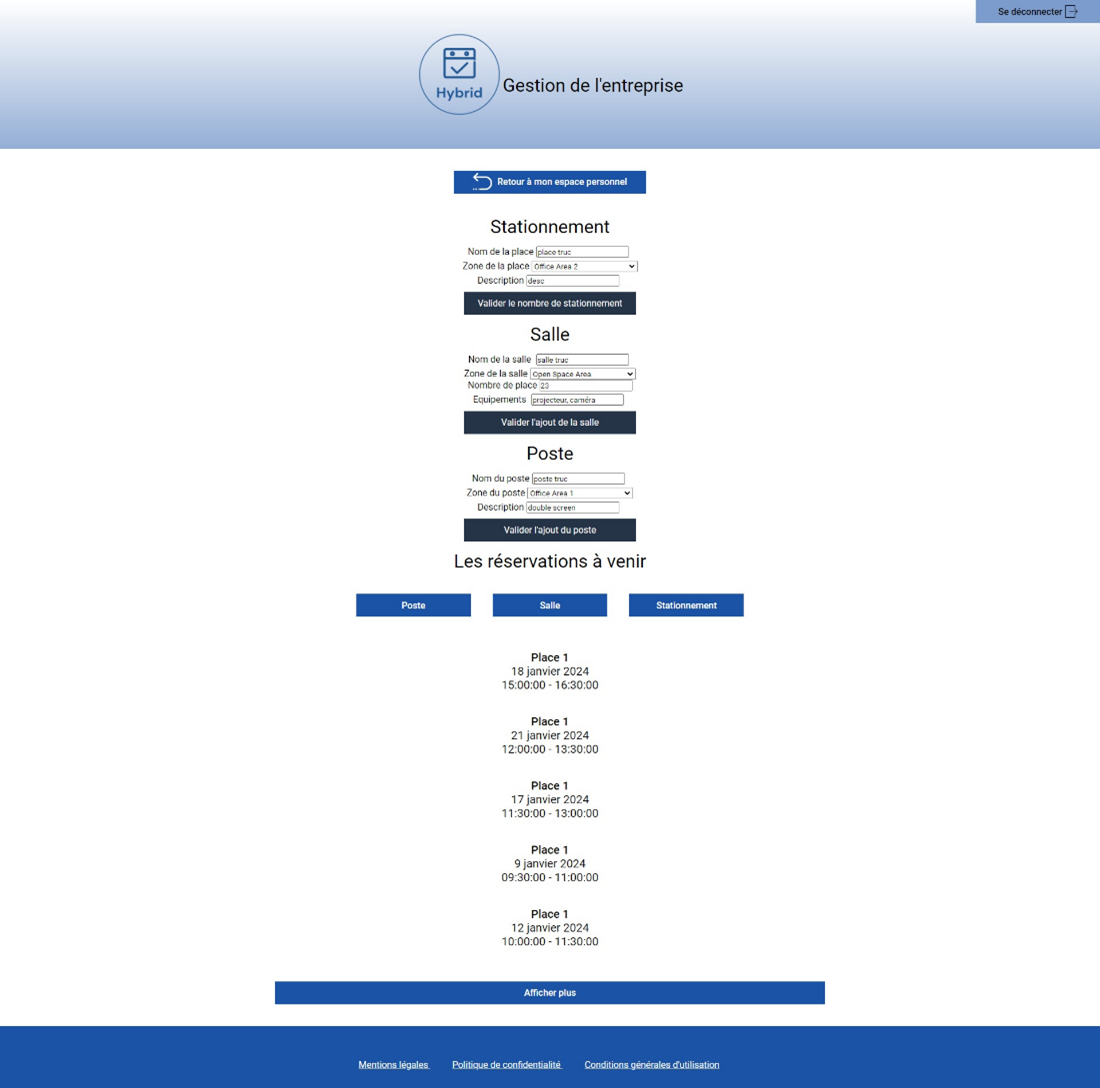 Se déconnecter
Hybrid
Gestion de l'entreprise
Retour à mon espace personnel
Stationnement
Nom de la place place truc
Zone de la place Office Area 2
Description desc
Valider le nombre de stationnement
Salle
Nom de la salle salle truc
Zone de la salle Open Space Area
Nombre de place 23
Equipements projecteur, caméra
Valider l'ajout de la salle
Poste
Nom du poste poste truc
Zone du poste Office Area 1
Description double screen
Valider l'ajout du poste
Les réservations à venir
Poste Salle Stationnement
Place 1
18 janvier 2024
15:00:00 - 16:30:00
Place 1
21 janvier 2024
12:00:00 - 13:30:00
Place 1
17 janvier 2024
11:30:00 - 13:00:00
Place 1
9 janvier 2024
09:30:00 - 11:00:00
Place 1
12 janvier 2024
10:00:00 - 11:30:00
Afficher plus
Mentions légales Politique de confidentialité Conditions générales d'utilisation